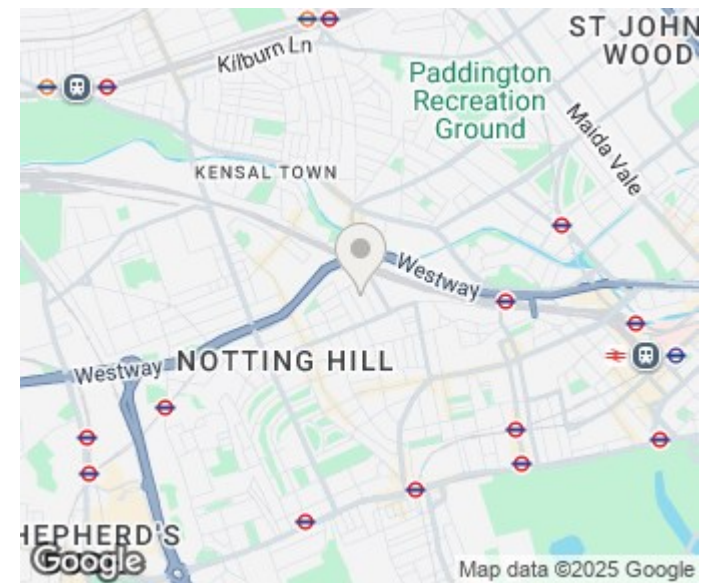 ST JOHN
WOOD
Kilburn Ln
Paddington
Recreation
Ground
Maida Vale
KENSAL TOWN
Westway
NOTTING HILL
Westway
HEPHERD'S
Google
Map data ©2025 Google